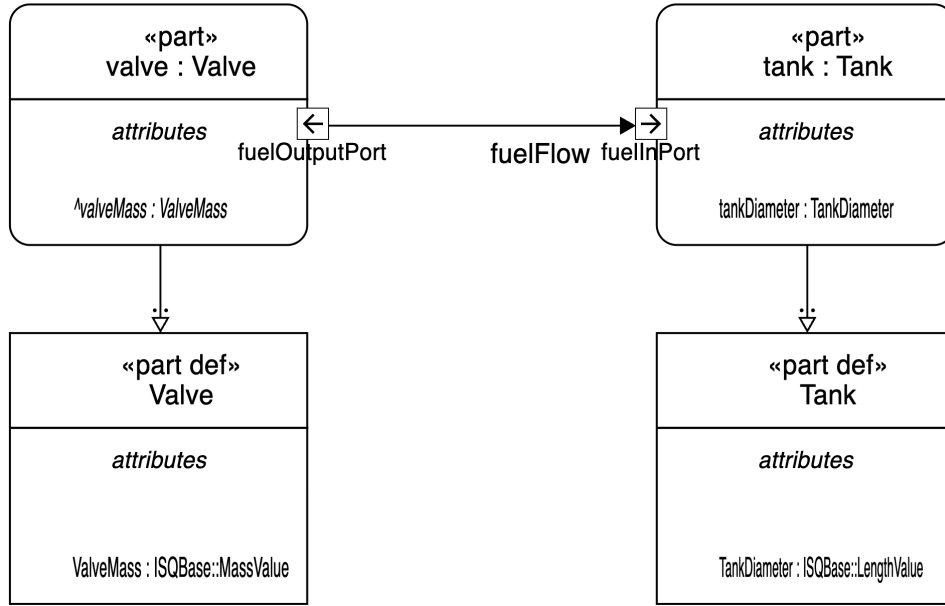 «part»
valve : Valve
attributes
^valveMass : ValveMass
fuelOutputPort
fuelFlow
fuelInPort
«part»
tank : Tank
attributes
tankDiameter : TankDiameter
«part def»
Valve
attributes
ValveMass : ISQBase::MassValue
«part def»
Tank
attributes
TankDiameter : ISQBase::LengthValue